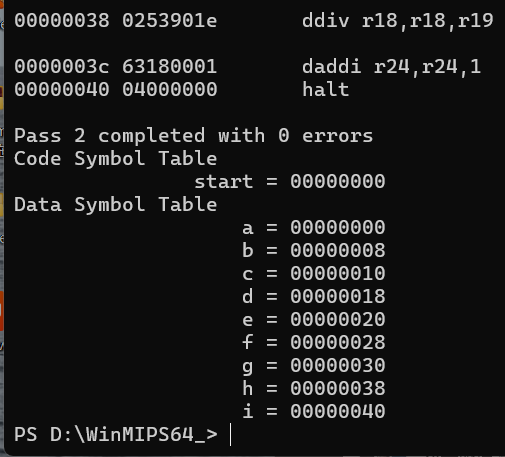 00000038 0253901e ddiv r18,r18,r19
0000003c 63180001 daddi r24,r24,1
00000040 04000000 halt
Pass 2 completed with 0 errors
Code Symbol Table
start = 00000000
Data Symbol Table
a = 00000000
b = 00000008
c = 00000010
d = 00000018
e = 00000020
f = 00000028
g = 00000030
h = 00000038
i = 00000040
PS D:\WinMIPS64_>